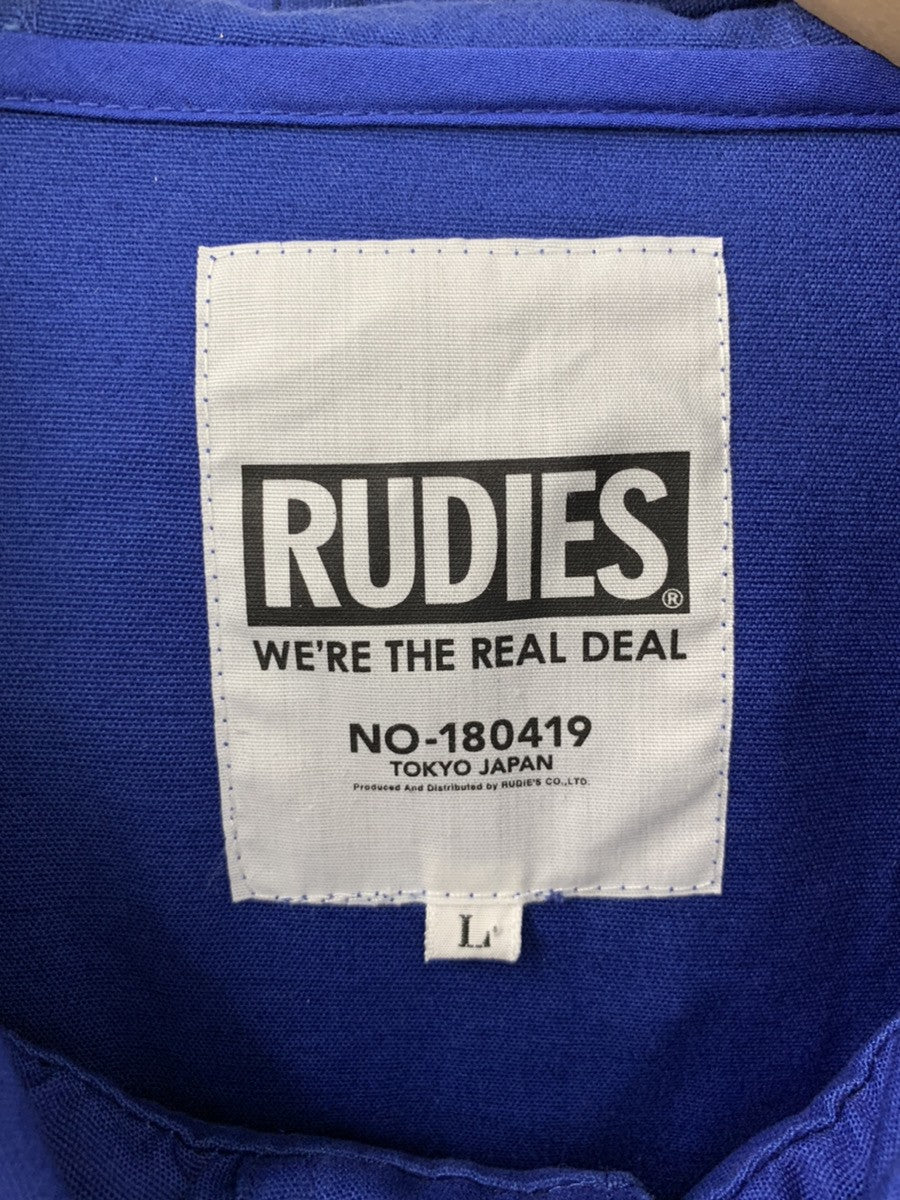 RUDIES®
WE'RE THE REAL DEAL
NO-180419
TOKYO JAPAN
Produced And Distributed by RUDIE'S CO.,LTD.
L